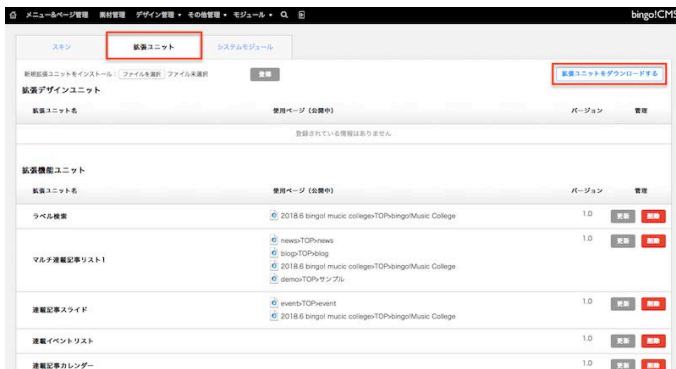 メニュー&ページ管理 素材管理 デザイン管理 その他管理 モジュール bingo!CMS
スキン 拡張ユニット システムモジュール
新規拡張ユニットをインストール： ファイルを選択 ファイル未選択 登録 拡張ユニットをダウンロードする
拡張デザインユニット
拡張ユニット名 使用ページ（公開中） バージョン 管理
登録されている情報はありません
拡張機能ユニット
拡張ユニット名 使用ページ（公開中） バージョン 管理
ラベル検索 2018.6 bingo! mucic college>TOP>bingo!Music College 1.0 更新 削除
news>TOP>news 1.0 更新 削除
blog>TOP>blog
マルチ連載記事リスト1
2018.6 bingo! mucic college>TOP>bingo!Music College
demo>TOP>サンプル
event>TOP>event 1.0 更新 削除
連載記事スライド
2018.6 bingo! mucic college>TOP>bingo!Music College
連載イベントリスト 1.0 更新 削除
連載記事カレンダー 1.0 更新 削除